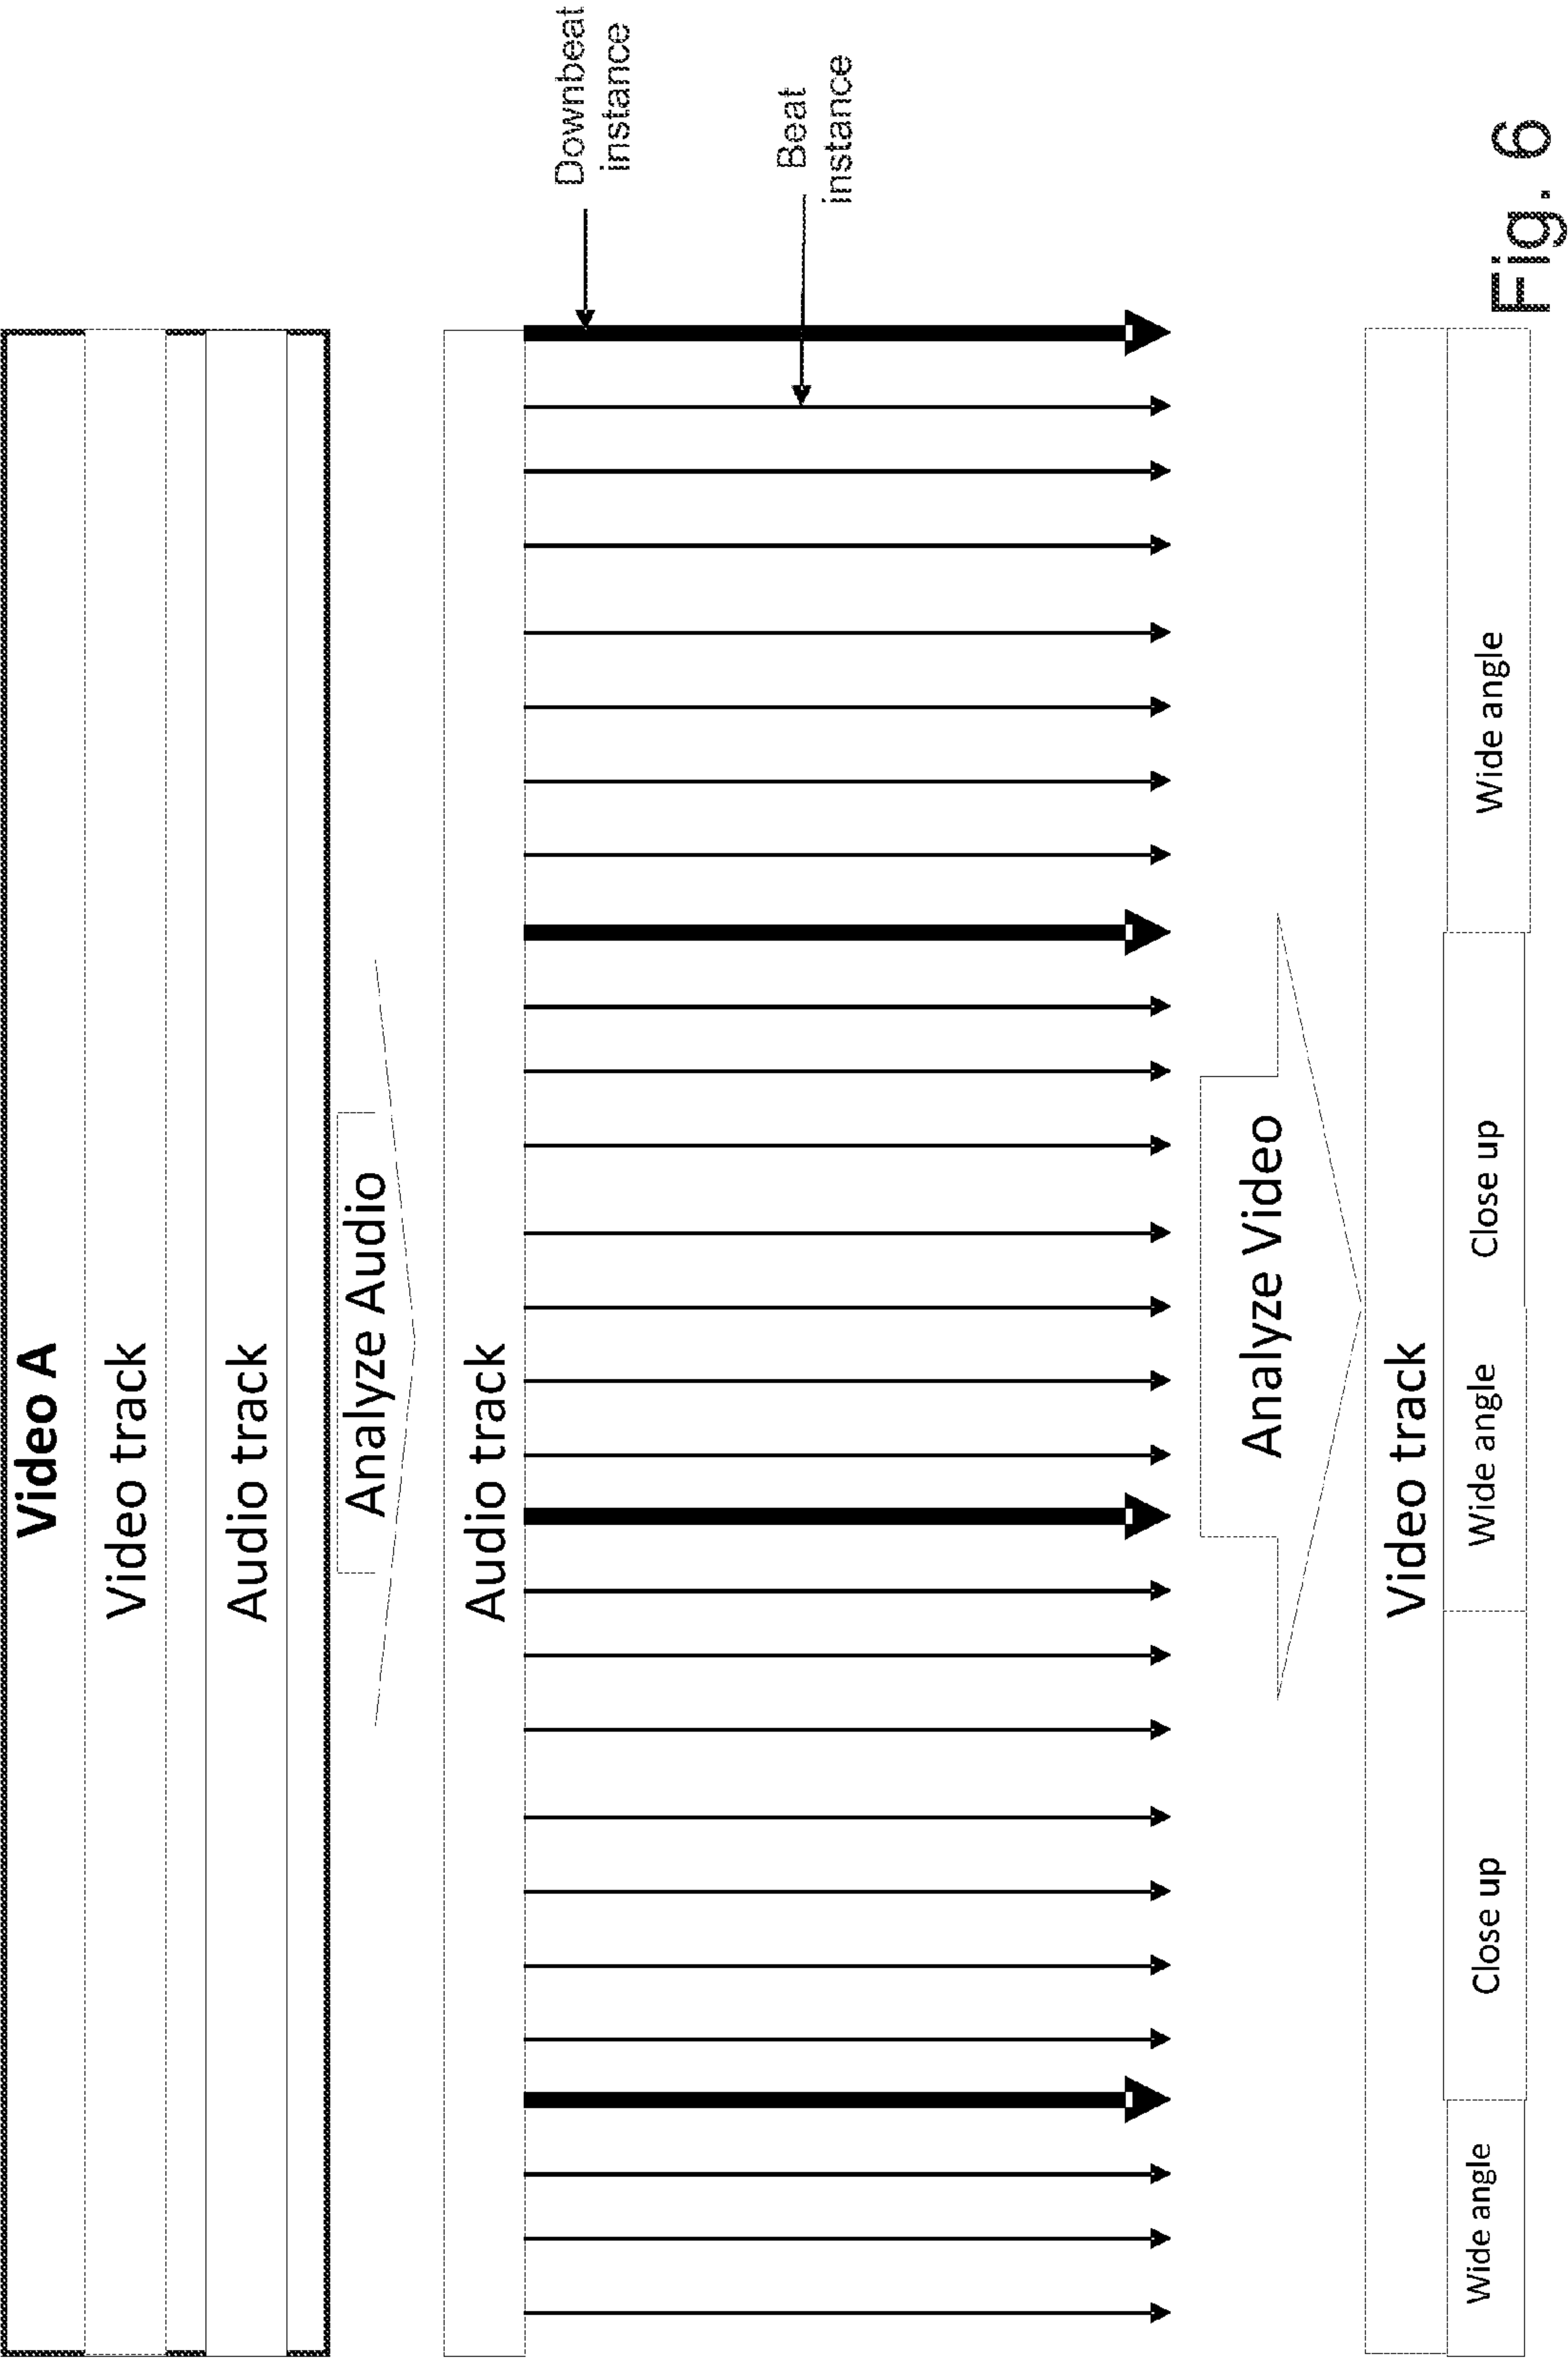 Video A
Video track
Audio track
Analyze Audio
Audio track
Downbeat
instance
Beat
instance
Analyze Video
Video track
Wide angle
Close up
Wide angle
Close up
Wide angle
Fig. 6